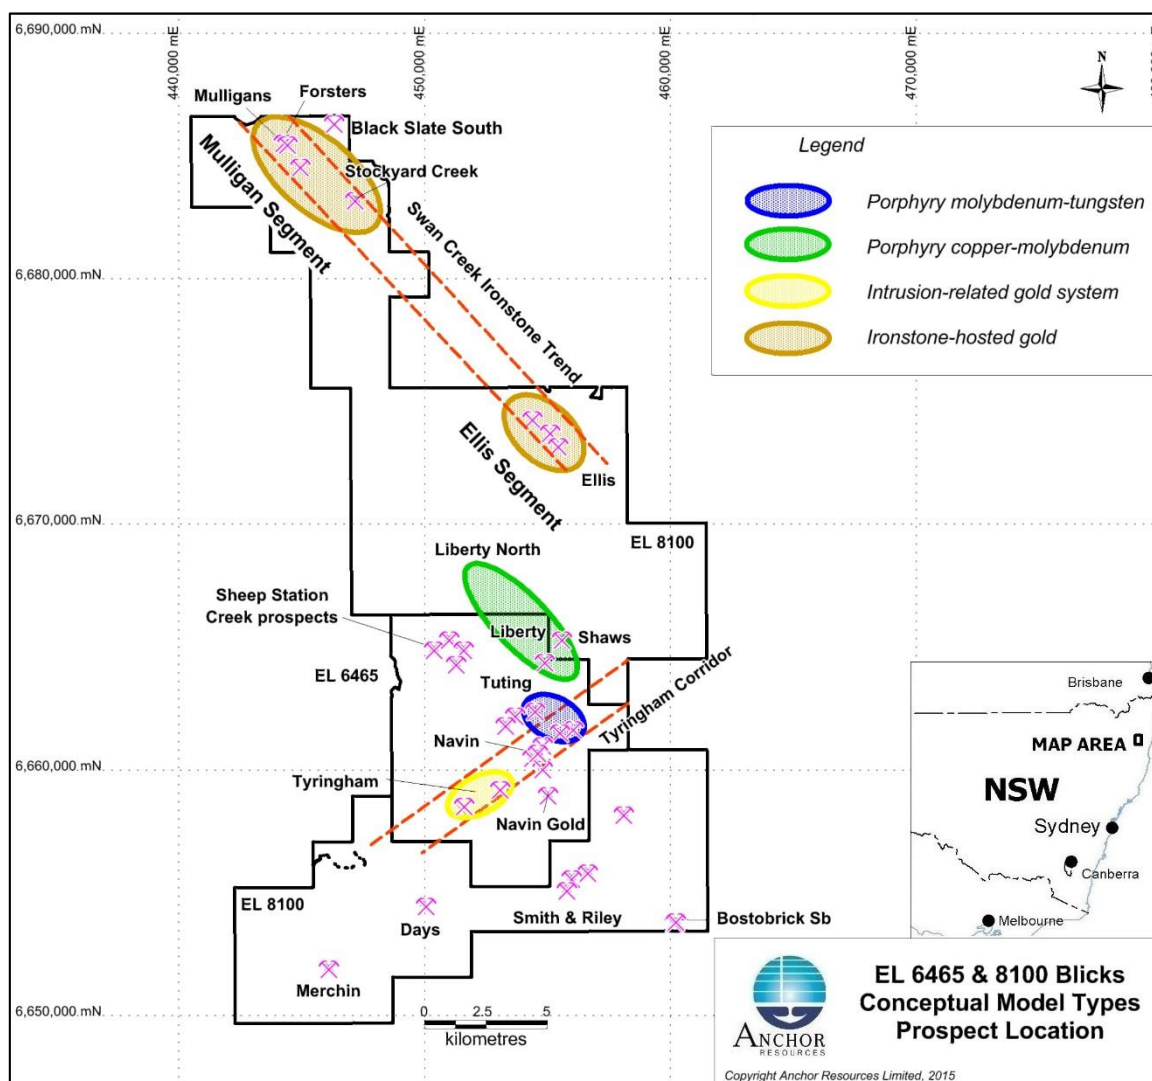 6,690,000 mN
440,000 mE
450,000 mE
460,000 mE
470,000 mE
N
Mulligans
Forsters
Black Slate South
Stockyard Creek
Mulligan Segment
Swan Creek Ironstone Trend
Legend
Porphyry molybdenum-tungsten
Porphyry copper-molybdenum
Intrusion-related gold system
Ironstone-hosted gold
6,680,000 mN
Ellis Segment
Ellis
6,670,000 mN
EL 8100
Liberty North
Sheep Station
Creek prospects
Liberty
Shaws
EL 6465
Tuting
Tyringham Corridor
Navin
6,660,000 mN
Tyringham
Navin Gold
EL 8100
Days
Smith & Riley
Bostobrick Sb
Merchin
6,650,000 mN
0 2.5 5
kilometres
Brisbane
MAP AREA
NSW
Sydney
Canberra
Melbourne
ANCHOR
RESOURCES
EL 6465 & 8100 Blicks
Conceptual Model Types
Prospect Location
Copyright Anchor Resources Limited, 2015